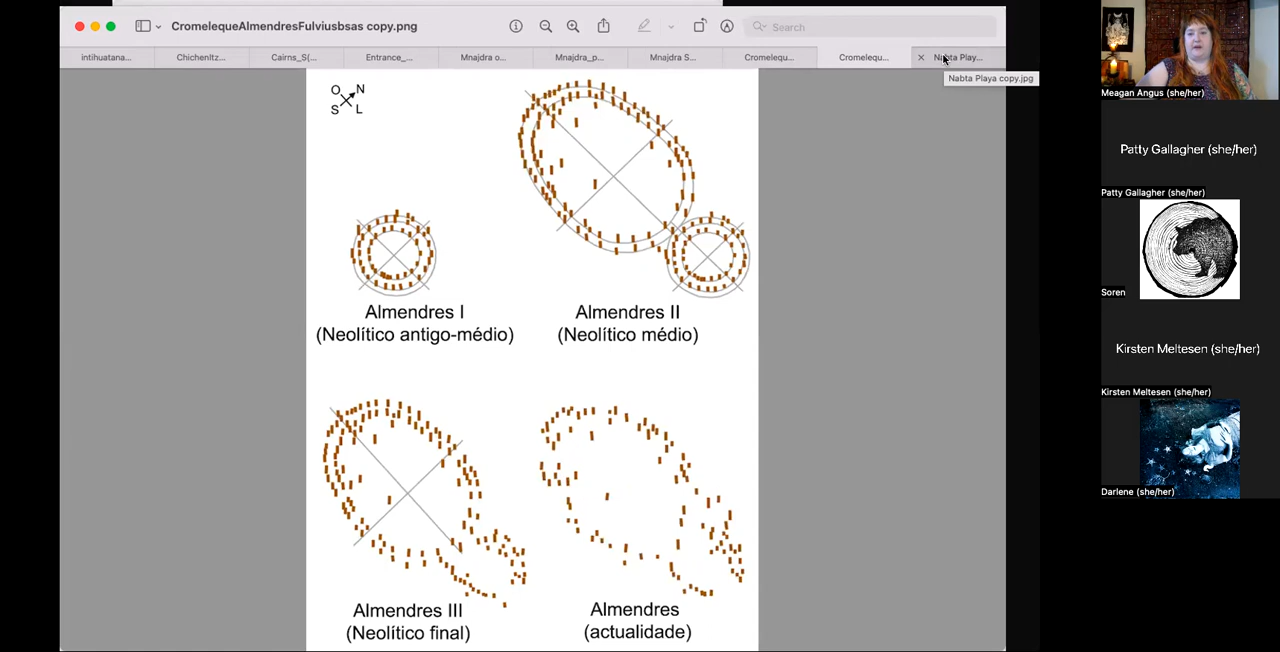 CromelequeAlmendresFulviusbsas copy.png
Search
intihuatana...
Chichenltz...
Cairns_S(...
Entrance_...
Mnajdra o...
Mnajdra_p...
Mnajdra S...
Cromelequ...
Cromelequ...
Nabta Play...
Nabta Playa copy.jpg
O N
S L
Almendres I
(Neolítico antigo-médio)
Almendres II
(Neolítico médio)
Almendres III
(Neolítico final)
Almendres
(actualidade)
Meagan Angus (she/her)
Patty Gallagher (she/her)
Patty Gallagher (she/her)
Soren
Kirsten Meltesen (she/her)
Kirsten Meltesen (she/her)
Darlene (she/her)